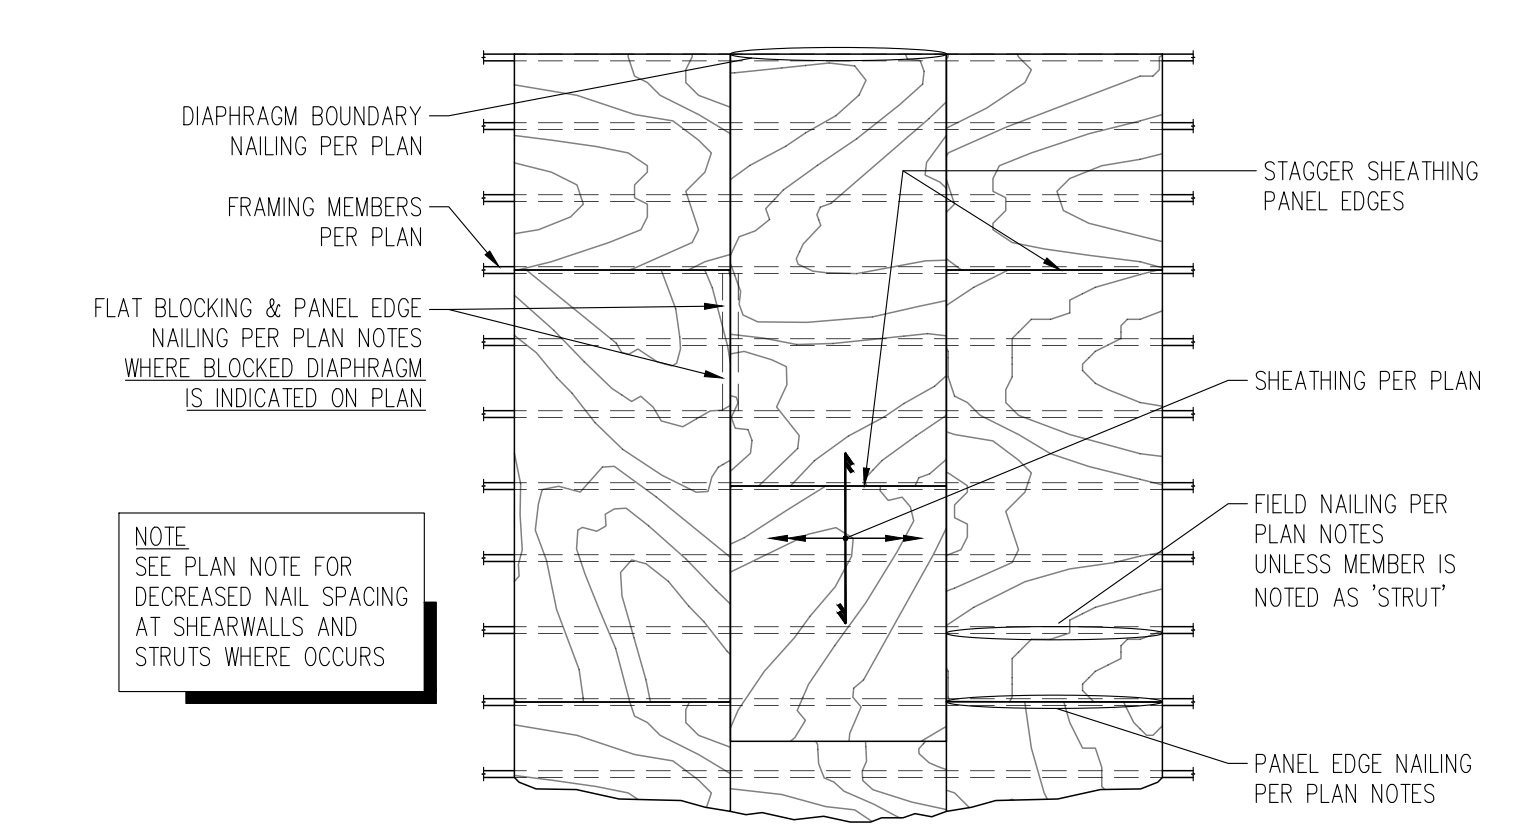 DIAPHRAGM BOUNDARY
NAILING PER PLAN
FRAMING MEMBERS
PER PLAN
FLAT BLOCKING & PANEL EDGE
NAILING PER PLAN NOTES
WHERE BLOCKED DIAPHRAGM
IS INDICATED ON PLAN
NOTE
SEE PLAN NOTE FOR
DECREASED NAIL SPACING
AT SHEARWALLS AND
STRUTS WHERE OCCURS
STAGGER SHEATHING
PANEL EDGES
SHEATHING PER PLAN
FIELD NAILING PER
PLAN NOTES
UNLESS MEMBER IS
NOTED AS 'STRUT'
PANEL EDGE NAILING
PER PLAN NOTES